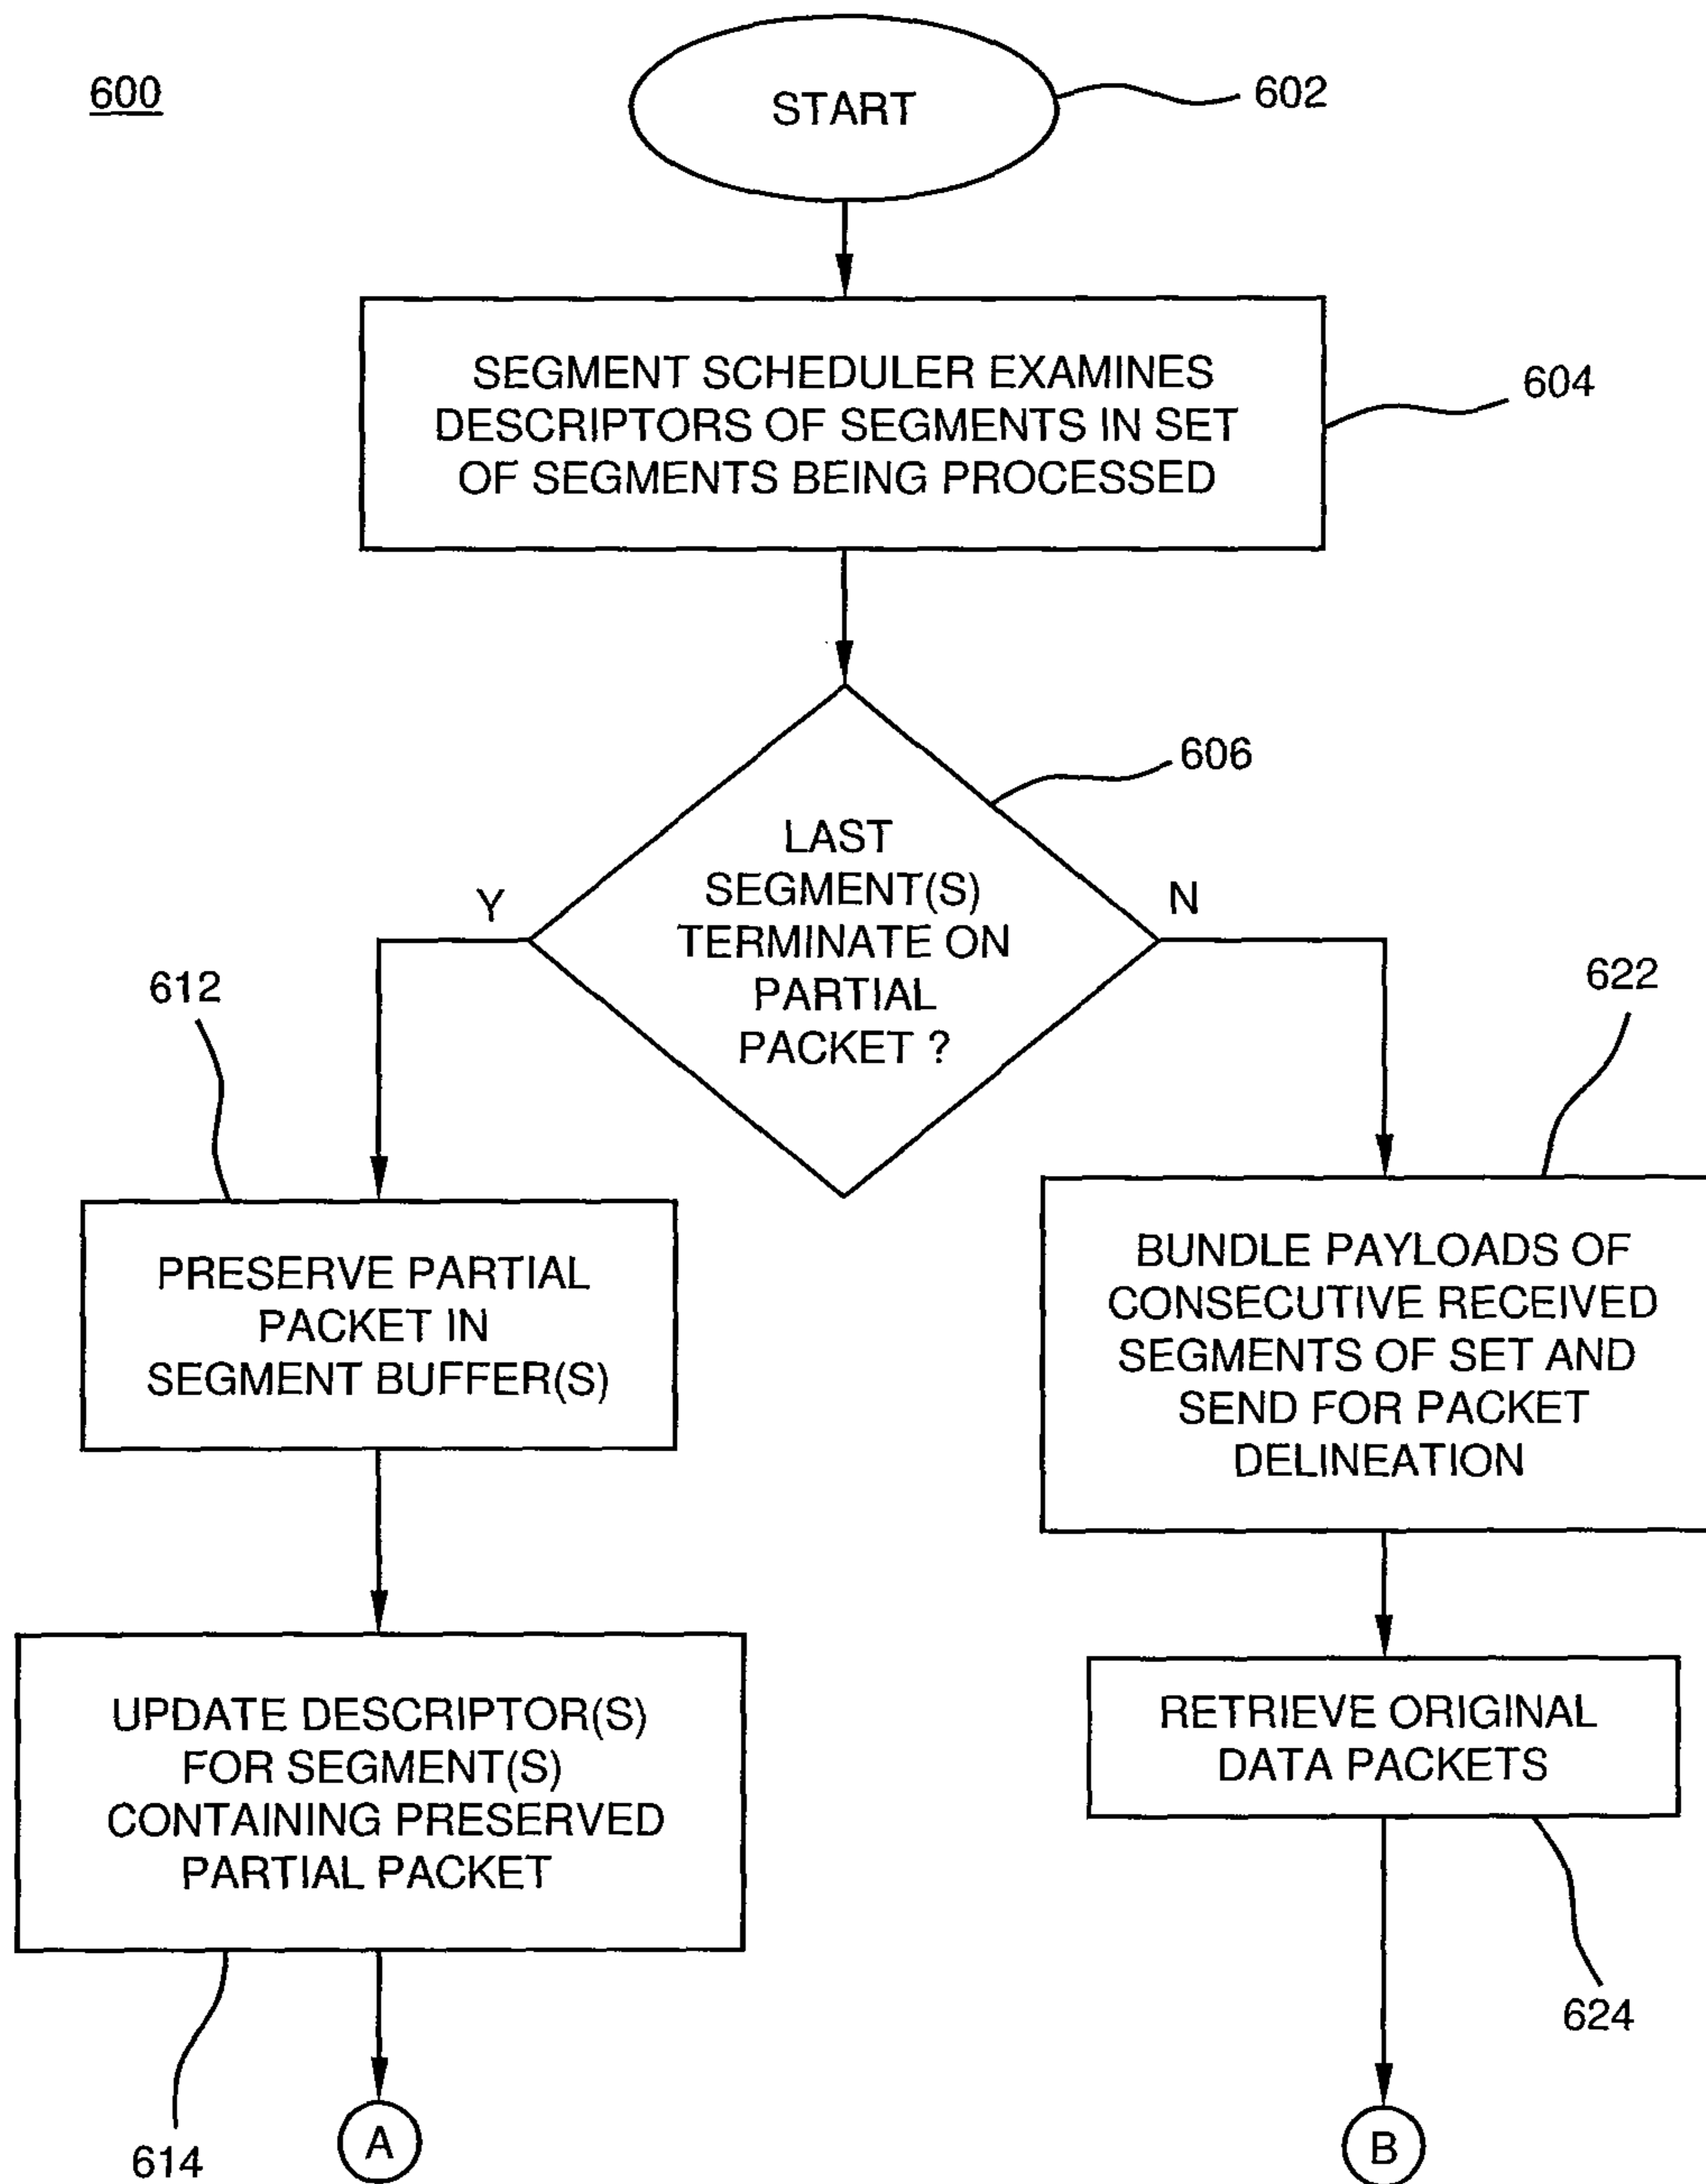 600
START
602
SEGMENT SCHEDULER EXAMINES
DESCRIPTORS OF SEGMENTS IN SET
OF SEGMENTS BEING PROCESSED
604
606
LAST
SEGMENT(S)
TERMINATE ON
PARTIAL
PACKET ?
Y
N
612
622
PRESERVE PARTIAL
PACKET IN
SEGMENT BUFFER(S)
BUNDLE PAYLOADS OF
CONSECUTIVE RECEIVED
SEGMENTS OF SET AND
SEND FOR PACKET
DELINEATION
UPDATE DESCRIPTOR(S)
FOR SEGMENT(S)
CONTAINING PRESERVED
PARTIAL PACKET
RETRIEVE ORIGINAL
DATA PACKETS
614
624
A
B